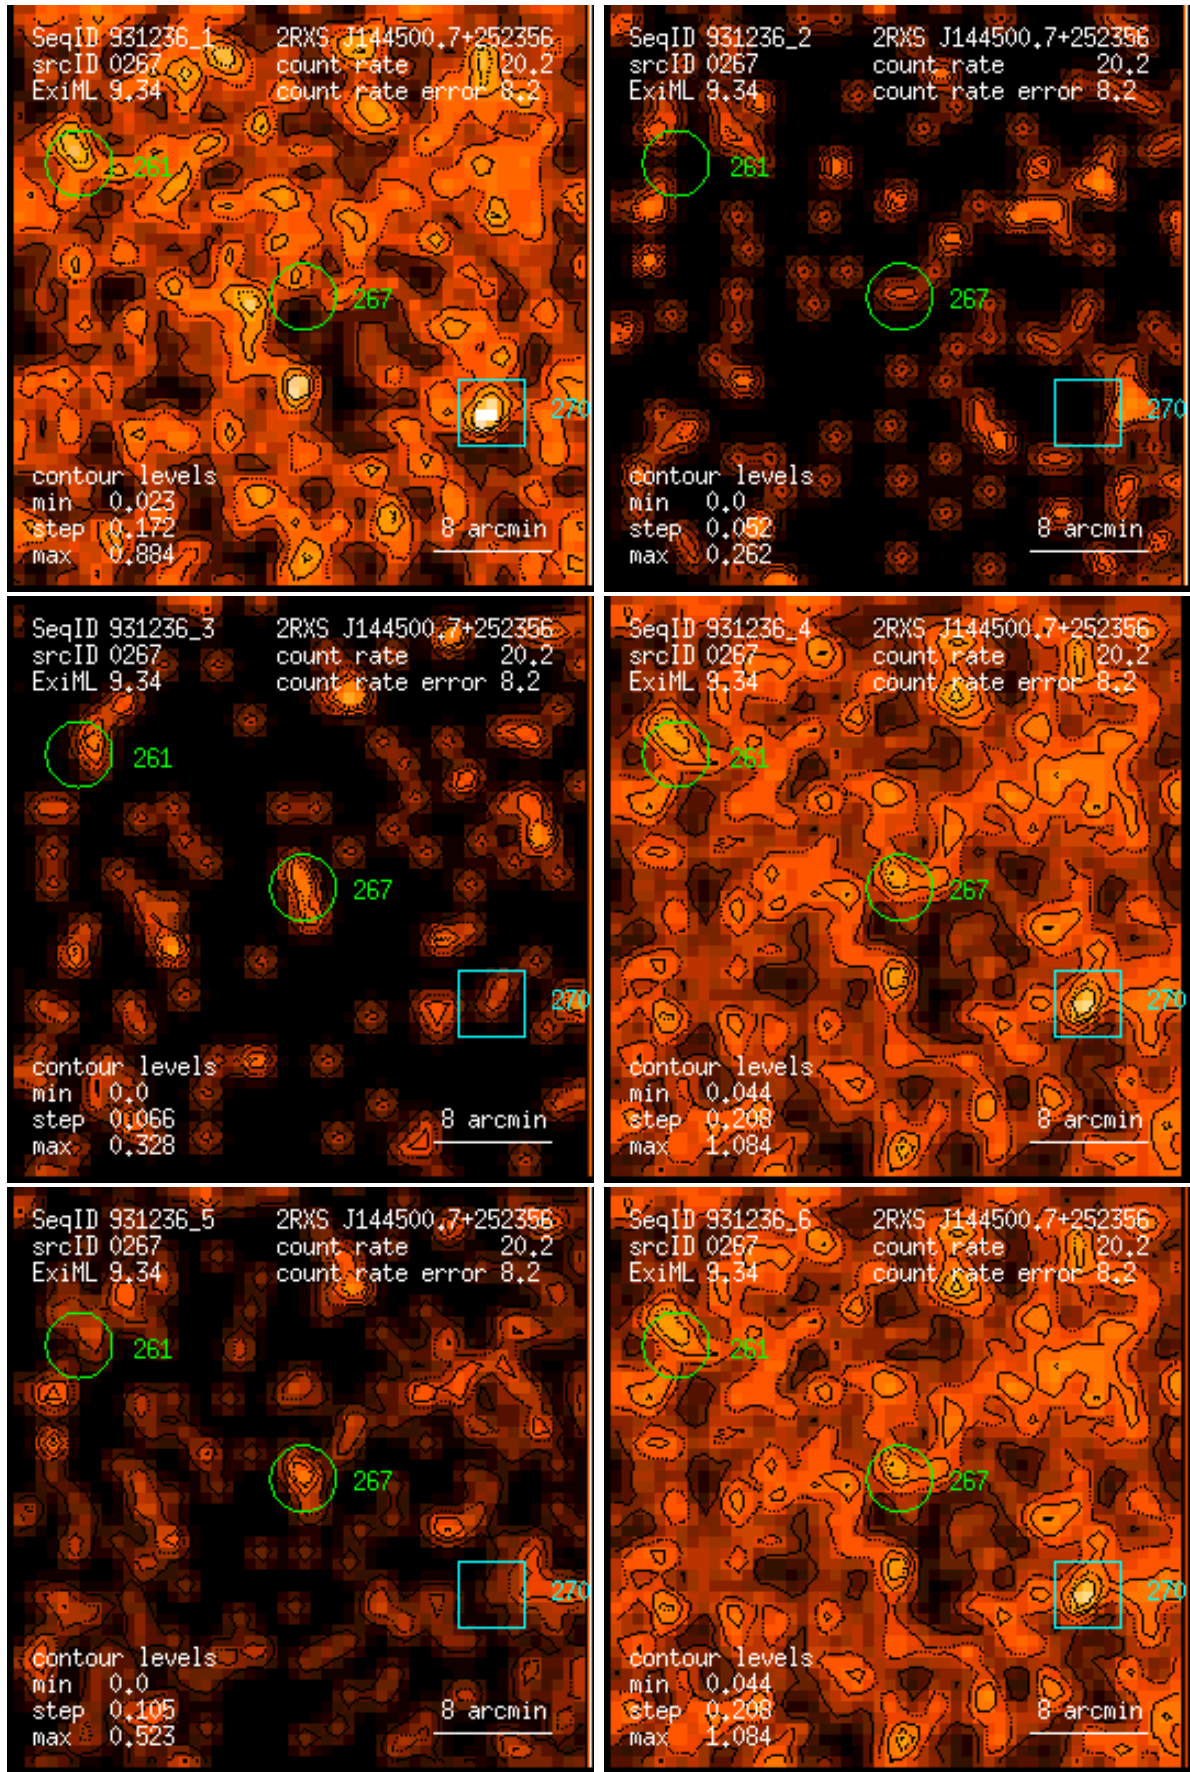 SeqID 931236_1 2RXS J144500.7+252356
srcID 0267 count rate 20.2
ExiML 9.34 count rate error 8.2
261
267
270
contour levels
min 0.023
step 0.172 8 arcmin
max 0.884
SeqID 931236_2 2RXS J144500.7+252356
srcID 0267 count rate 20.2
ExiML 9.34 count rate error 8.2
261
267
270
contour levels
min 0.0
step 0.052 8 arcmin
max 0.262
SeqID 931236_3 2RXS J144500.7+252356
srcID 0267 count rate 20.2
ExiML 9.34 count rate error 8.2
261
267
270
contour levels
min 0.0
step 0.066 8 arcmin
max 0.328
SeqID 931236_4 2RXS J144500.7+252356
srcID 0267 count rate 20.2
ExiML 9.34 count rate error 8.2
261
267
270
contour levels
min 0.044
step 0.208 8 arcmin
max 1.084
SeqID 931236_5 2RXS J144500.7+252356
srcID 0267 count rate 20.2
ExiML 9.34 count rate error 8.2
261
267
270
contour levels
min 0.0
step 0.105 8 arcmin
max 0.523
SeqID 931236_6 2RXS J144500.7+252356
srcID 0267 count rate 20.2
ExiML 9.34 count rate error 8.2
261
267
270
contour levels
min 0.044
step 0.208 8 arcmin
max 1.084